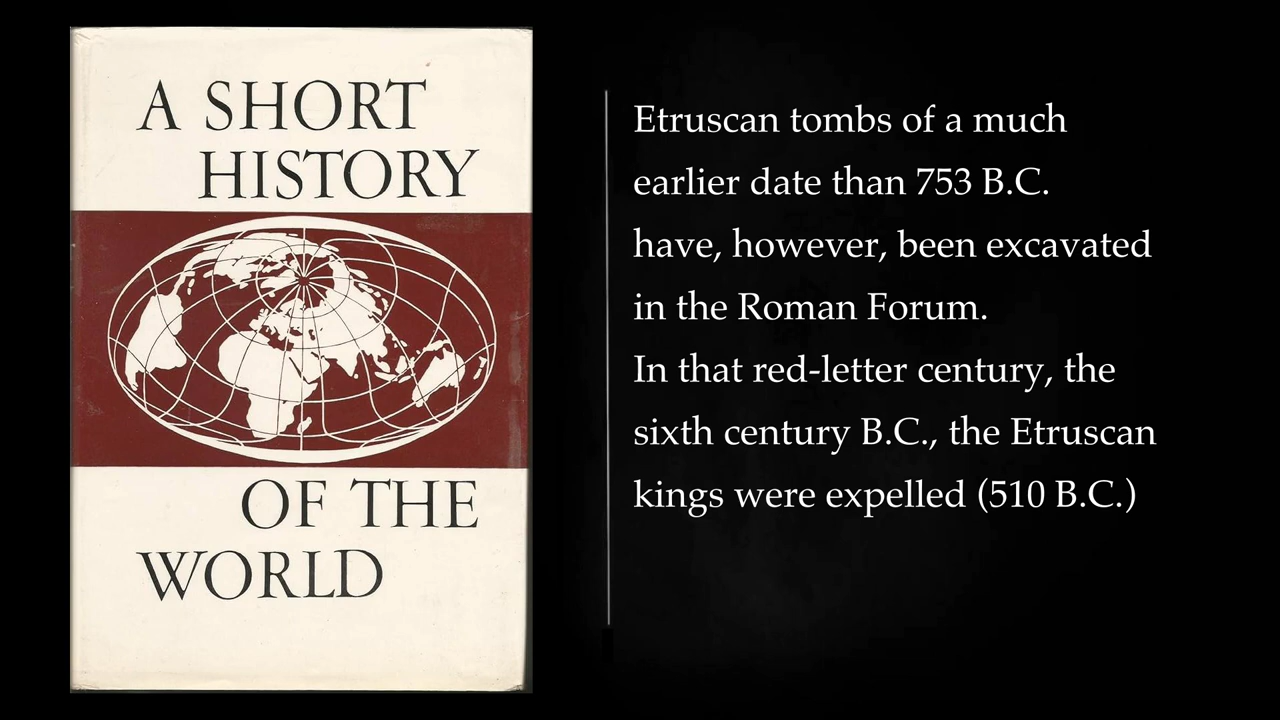 A SHORT
HISTORY
OF THE
WORLD
Etruscan tombs of a much
earlier date than 753 B.C.
have, however, been excavated
in the Roman Forum.
In that red-letter century, the
sixth century B.C., the Etruscan
kings were expelled (510 B.C.)